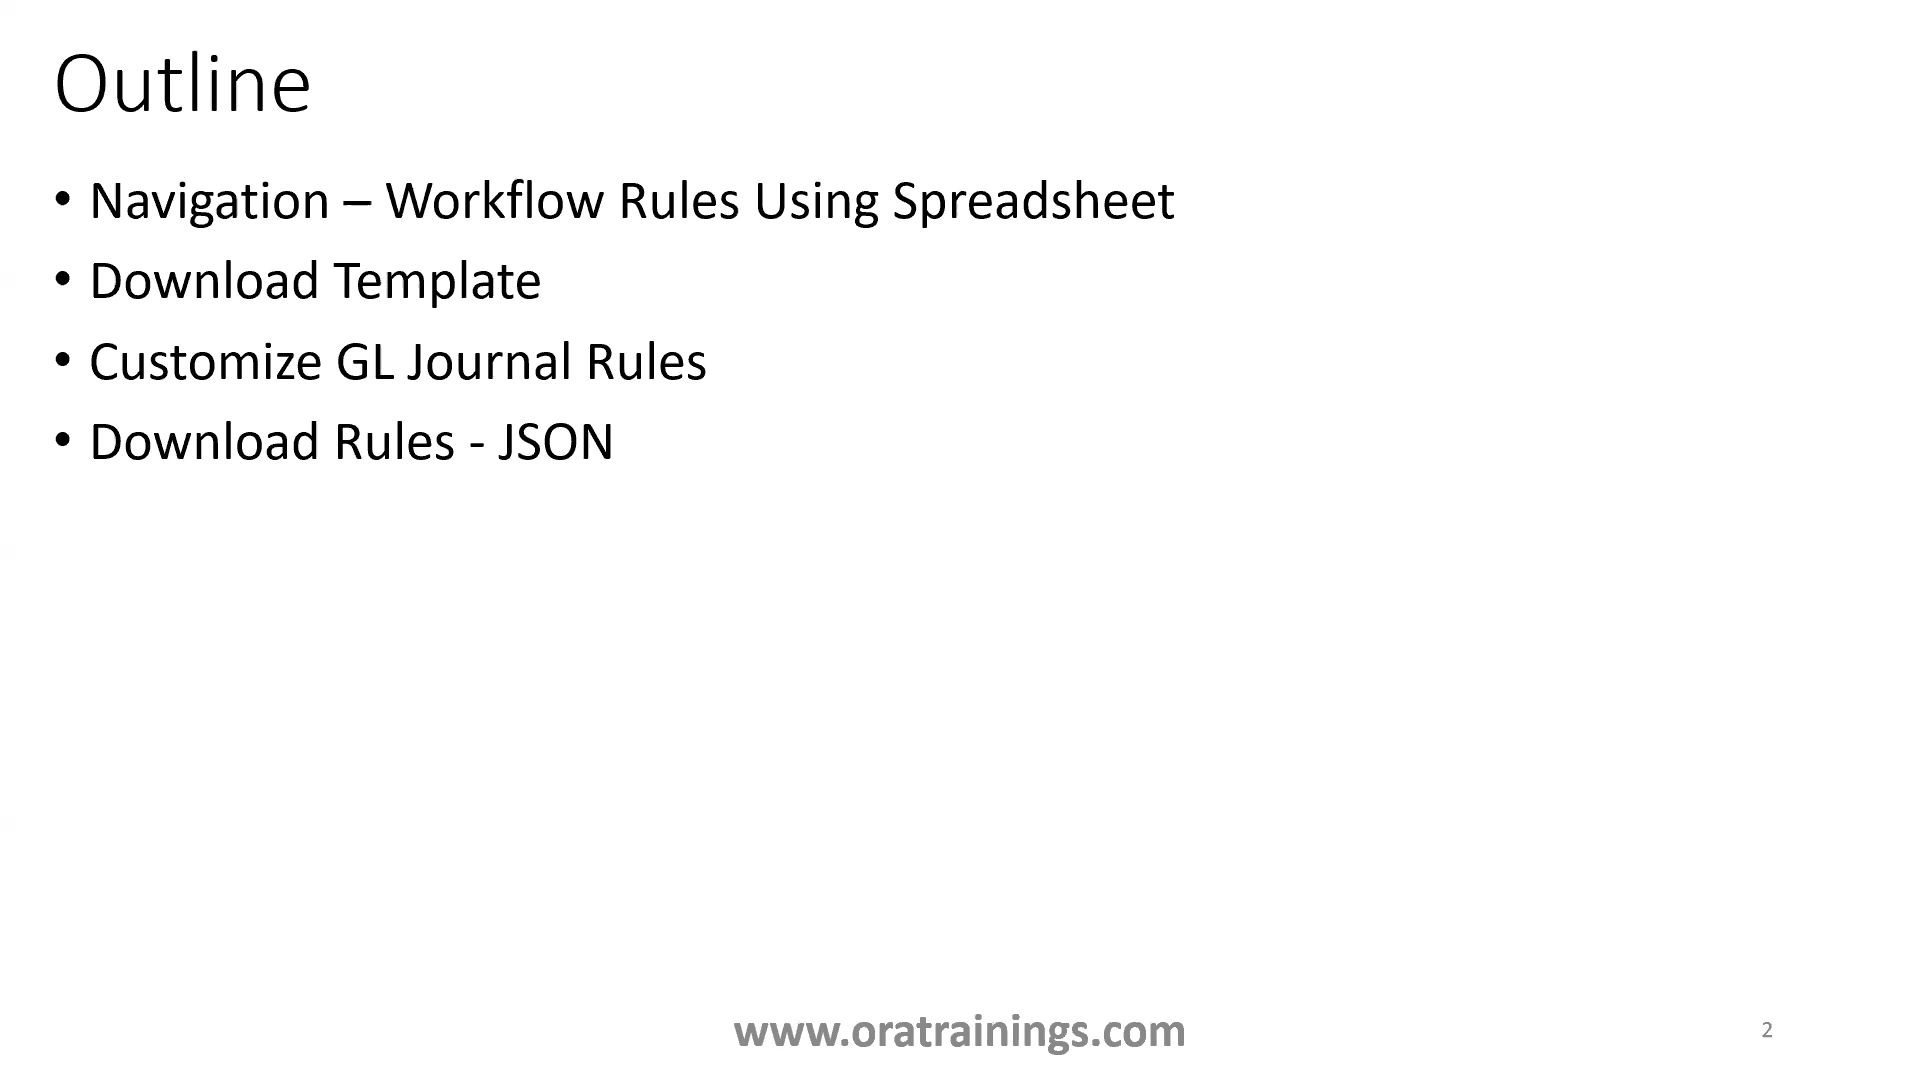 Outline
• Navigation – Workflow Rules Using Spreadsheet
• Download Template
• Customize GL Journal Rules
• Download Rules - JSON
www.oratrainings.com
2